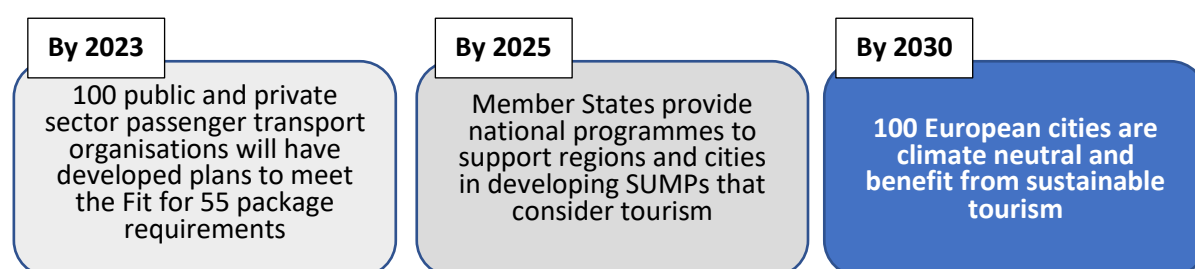 By 2023
100 public and private
sector passenger transport
organisations will have
developed plans to meet
the Fit for 55 package
requirements
By 2025
Member States provide
national programmes to
support regions and cities
in developing SUMPs that
consider tourism
By 2030
100 European cities are
climate neutral and
benefit from sustainable
tourism